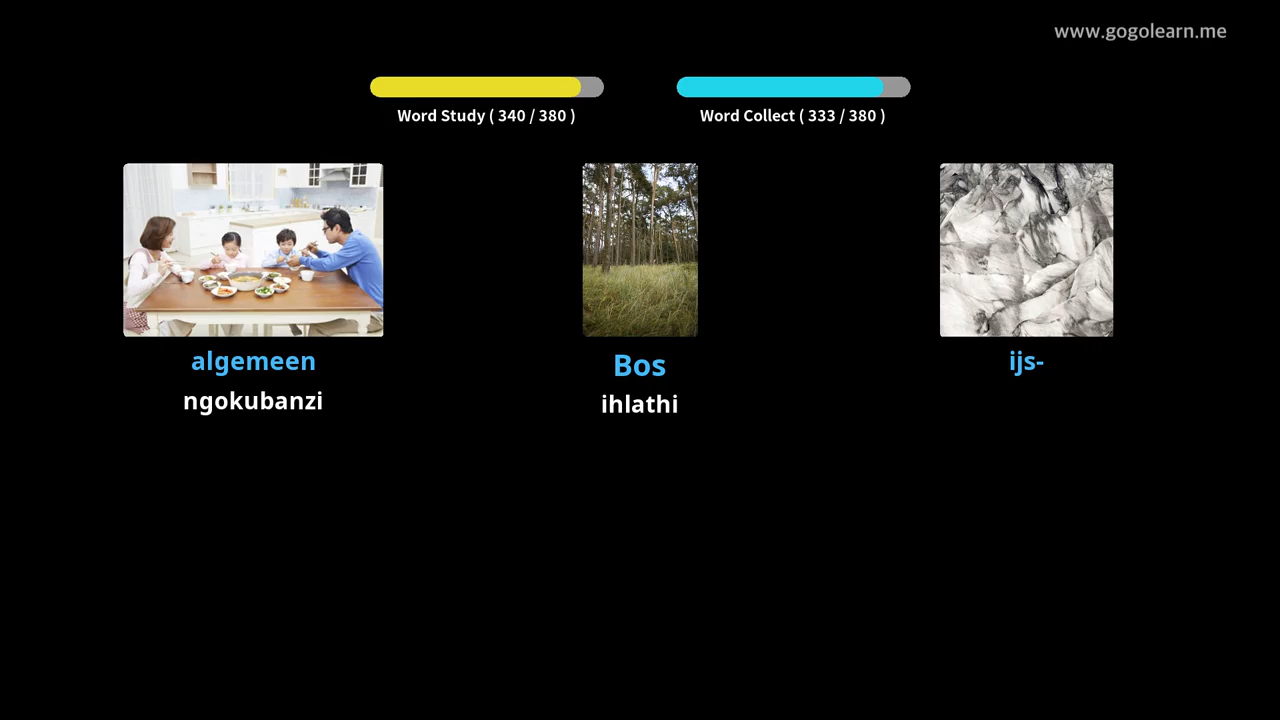 www.gogolearn.me
Word Study ( 340 / 380 )
Word Collect ( 333 / 380 )
algemeen
ngokubanzi
Bos
ihlathi
ijs-